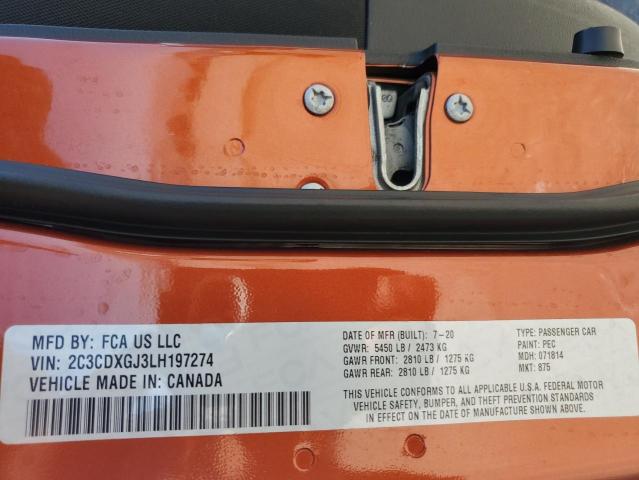 MFD BY: FCA US LLC
VIN: 2C3CDXGJ3LH197274
VEHICLE MADE IN: CANADA
DATE OF MFR (BUILT): 7-20
GVWR: 5450 LB / 2473 KG
GAWR FRONT: 2810 LB / 1275 KG
GAWR REAR: 2810 LB / 1275 KG
TYPE: PASSENGER CAR
PAINT: PEC
MDH: 071814
MKT: 875
THIS VEHICLE CONFORMS TO ALL APPLICABLE U.S.A. FEDERAL MOTOR
VEHICLE SAFETY, BUMPER, AND THEFT PREVENTION STANDARDS
IN EFFECT ON THE DATE OF MANUFACTURE SHOWN ABOVE.